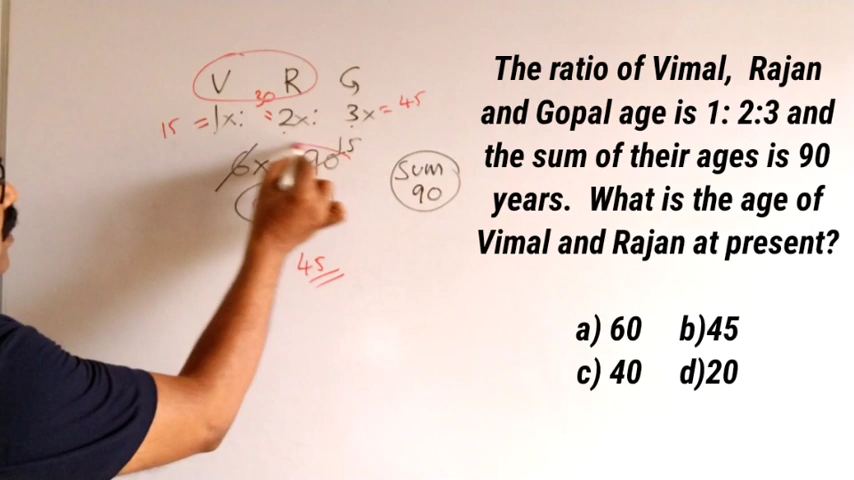 V R G
15 = 1x: 30 = 2x: 3x = 45
6x 90 15
Sum
90
45
The ratio of Vimal, Rajan
and Gopal age is 1: 2:3 and
the sum of their ages is 90
years. What is the age of
Vimal and Rajan at present?
a) 60 b)45
c) 40 d)20